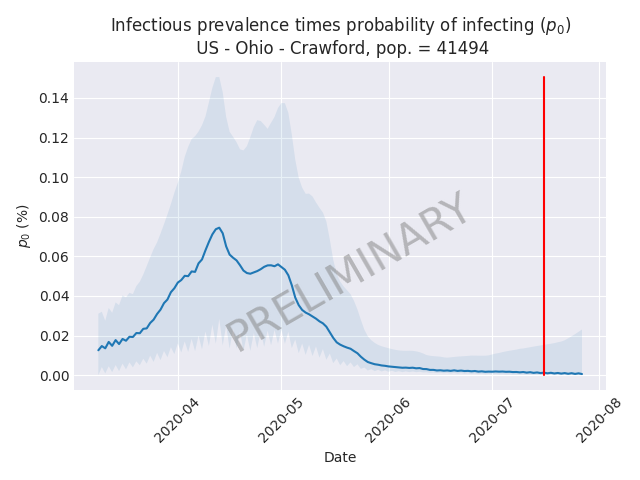 Infectious prevalence times probability of infecting (p0)
US - Ohio - Crawford, pop. = 41494
0.14
0.12
0.10
0.08
0.06
0.04
0.02
0.00
p0 (%)
PRELIMINARY
2020-04
2020-05
2020-06
2020-07
2020-08
Date